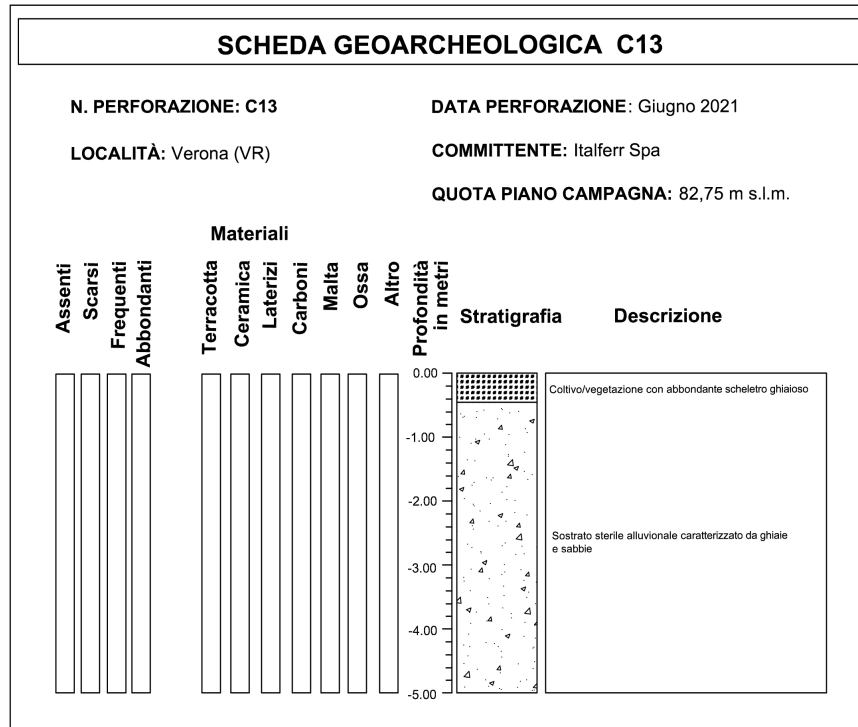 SCHEDA GEOARCHEOLOGICA C13
N. PERFORAZIONE: C13
DATA PERFORAZIONE: Giugno 2021
LOCALITÀ: Verona (VR)
COMMITTENTE: Italferr Spa
QUOTA PIANO CAMPAGNA: 82,75 m s.l.m.
Materiali
Assenti
Scarsi
Frequenti
Abbondanti
Terracotta
Ceramica
Laterizi
Carboni
Malta
Ossa
Altro
Profondità
in metri
Stratigrafia
Descrizione
0.00
Coltivo/vegetazione con abbondante scheletro ghiaioso
-1.00
-2.00
Sostrato sterile alluvionale caratterizzato da ghiaie
e sabbie
-3.00
-4.00
-5.00